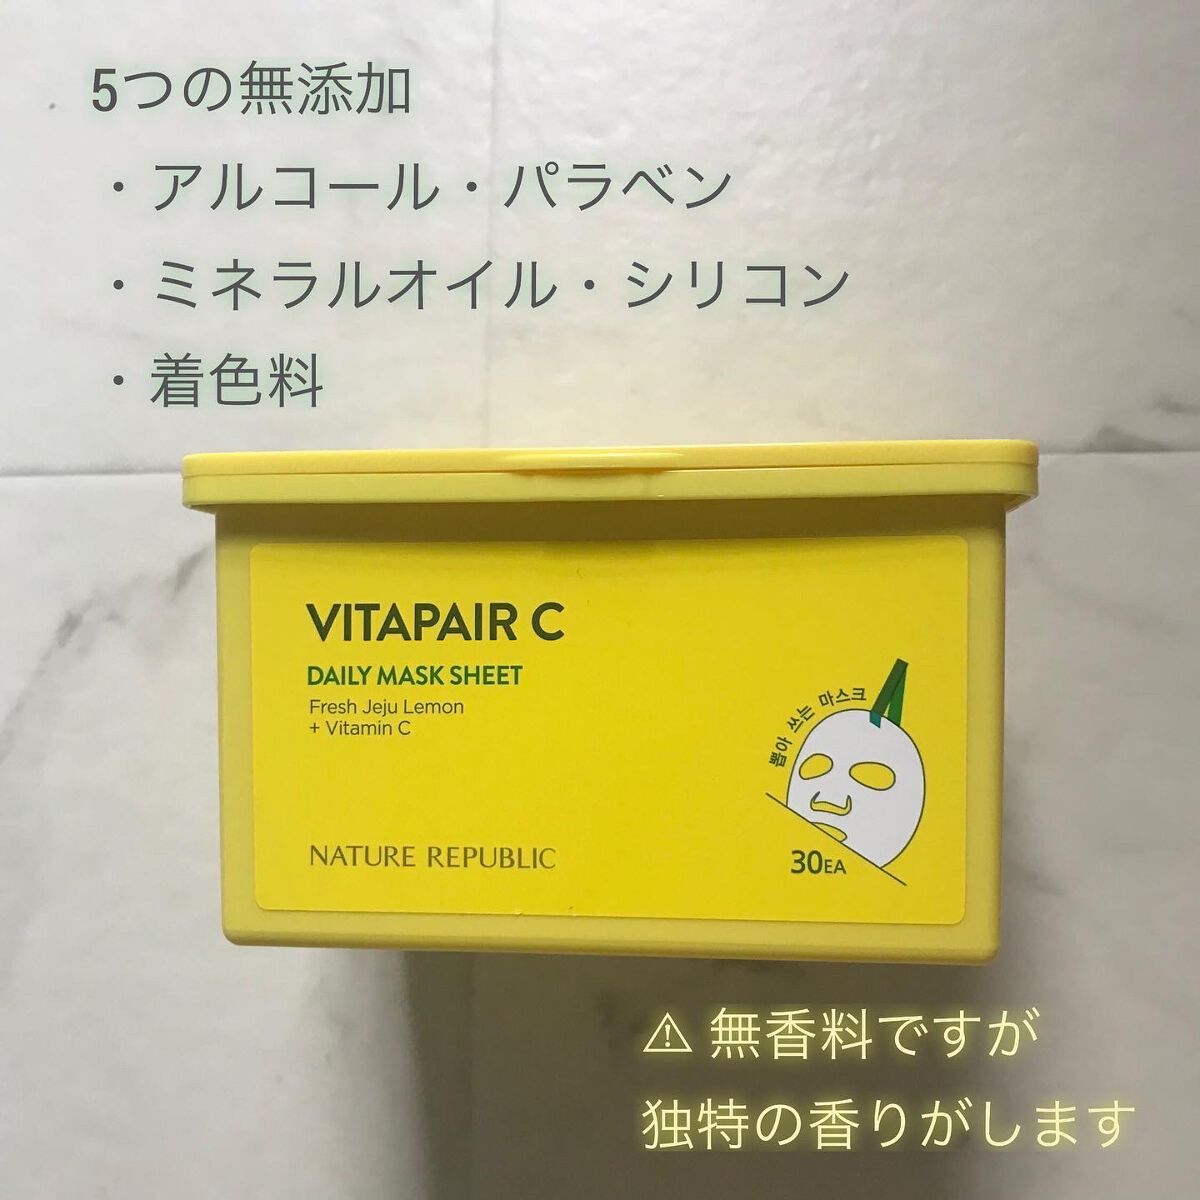 5つの無添加
・アルコール・パラベン
・ミネラルオイル・シリコン
・着色料
VITAPAIR C
DAILY MASK SHEET
Fresh Jeju Lemon
+ Vitamin C
뽑아 쓰는 마스크
NATURE REPUBLIC
30EA
⚠ 無香料ですが
独特の香りがします